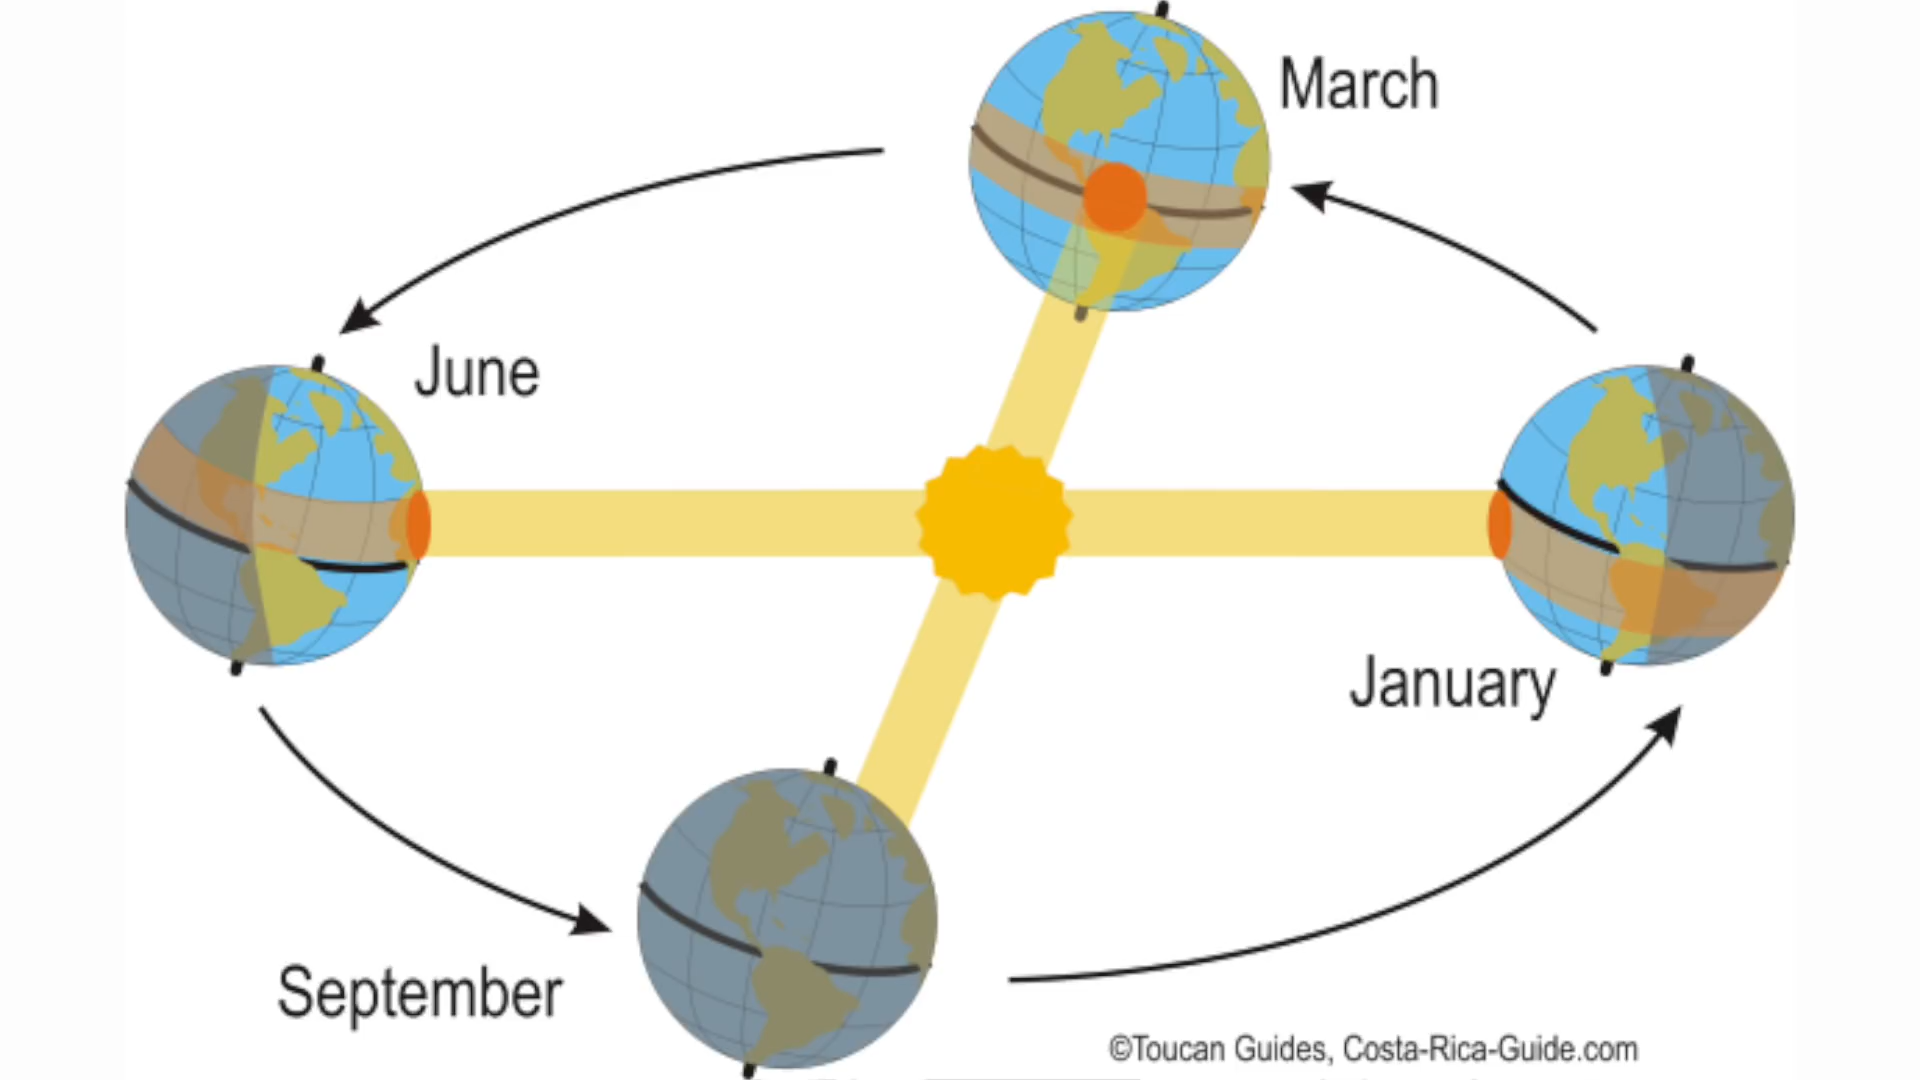 March
June
January
September
©Toucan Guides, Costa-Rica-Guide.com